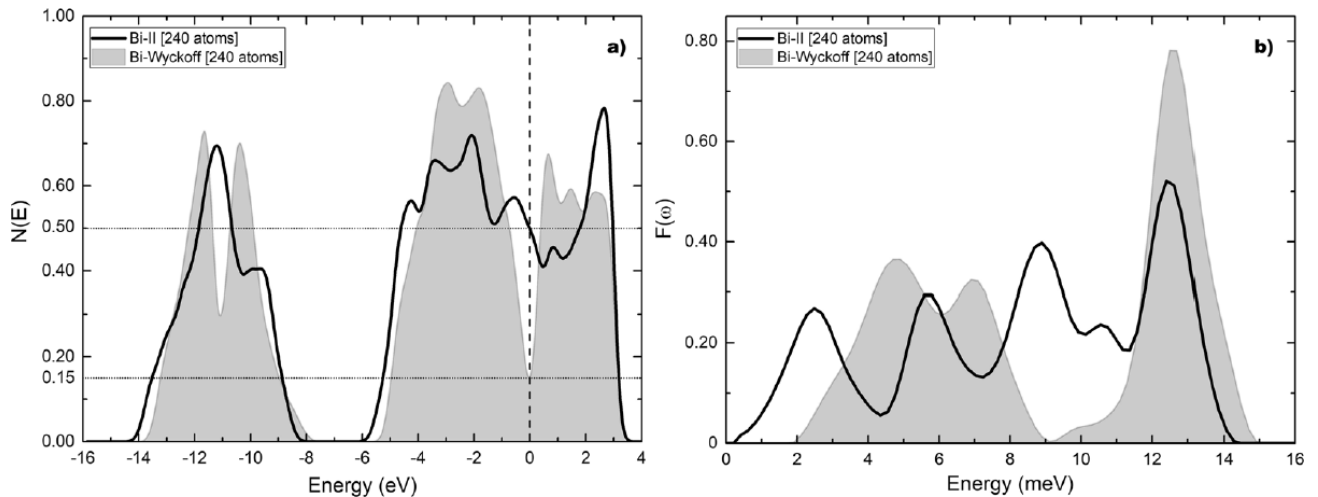 Bi-II [240 atoms]
Bi-Wyckoff [240 atoms]
a)
N(E)
1.00
0.80
0.60
0.50
0.40
0.20
0.15
0.00
-16 -14 -12 -10 -8 -6 -4 -2 0 2 4
Energy (eV)
Bi-II [240 atoms]
Bi-Wyckoff [240 atoms]
b)
F(ω)
0.80
0.60
0.40
0.20
0
0 2 4 6 8 10 12 14 16
Energy (meV)